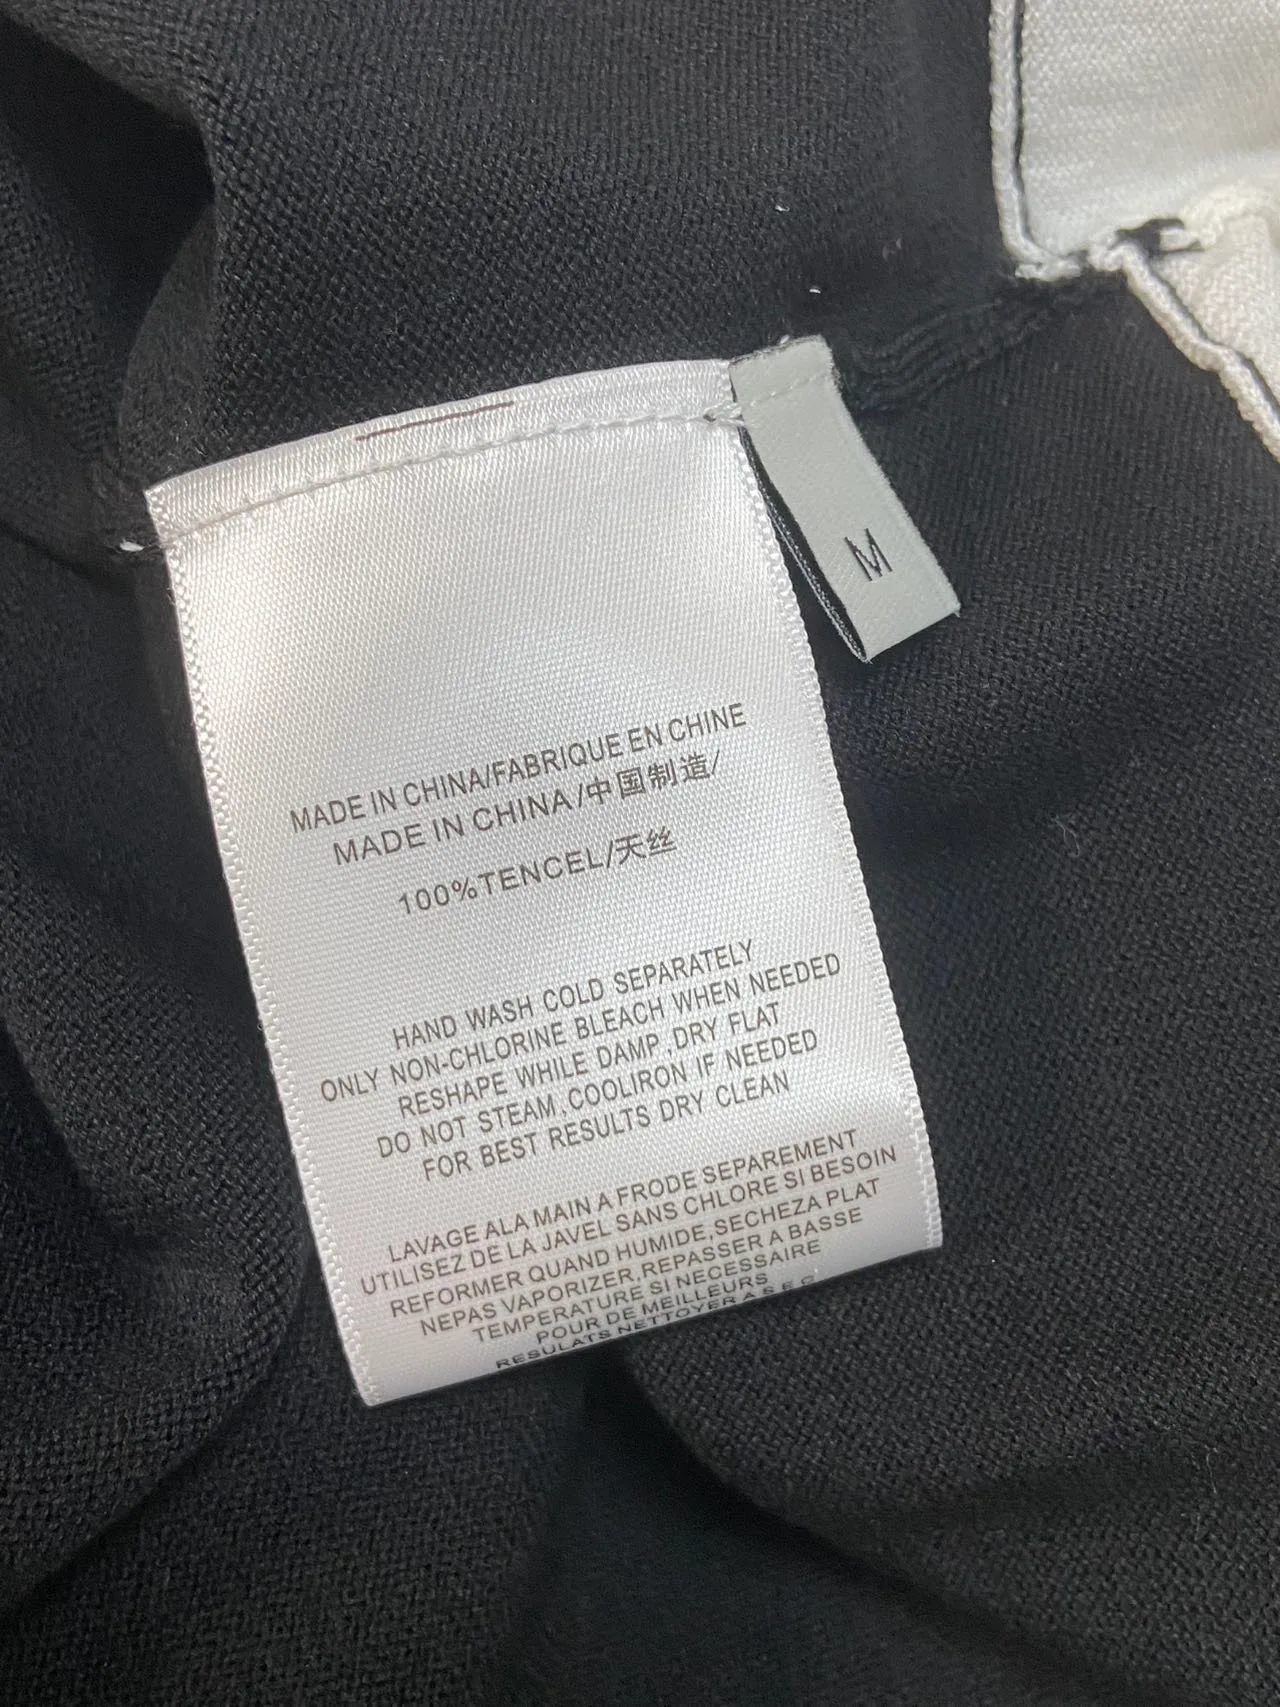 M
MADE IN CHINA/FABRIQUE EN CHINE
MADE IN CHINA/中国制造/
100%TENCEL/天丝
HAND WASH COLD SEPARATELY
ONLY NON-CHLORINE BLEACH WHEN NEEDED
RESHAPE WHILE DAMP,DRY FLAT
DO NOT STEAM,COOLIRON IF NEEDED
FOR BEST RESULTS DRY CLEAN
LAVAGE ALA MAIN A FRODE SEPAREMENT
UTILISEZ DE LA JAVEL SANS CHLORE SI BESOIN
REFORMER QUAND HUMIDE,SECHEZA PLAT
NEPAS VAPORIZER,REPASSER A BASSE
TEMPERATURE SI NECESSAIRE
POUR DE MEILLEURS
RESULATS NETTOYER A SEC